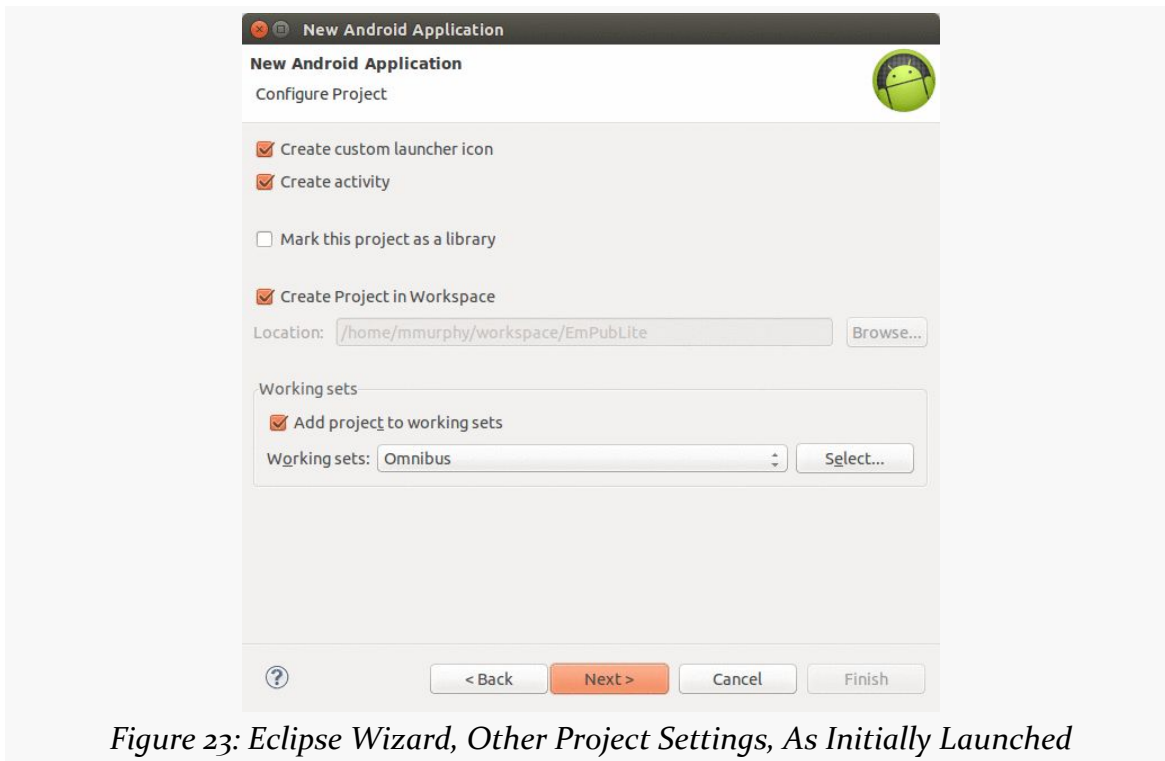 New Android Application
New Android Application
Configure Project
Create custom launcher icon
Create activity
Mark this project as a library
Create Project in Workspace
Location: /home/mmurphy/workspace/EmPubLite Browse...
Working sets
Add project to working sets
Working sets: Omnibus Select...
? < Back Next > Cancel Finish
Figure 23: Eclipse Wizard, Other Project Settings, As Initially Launched